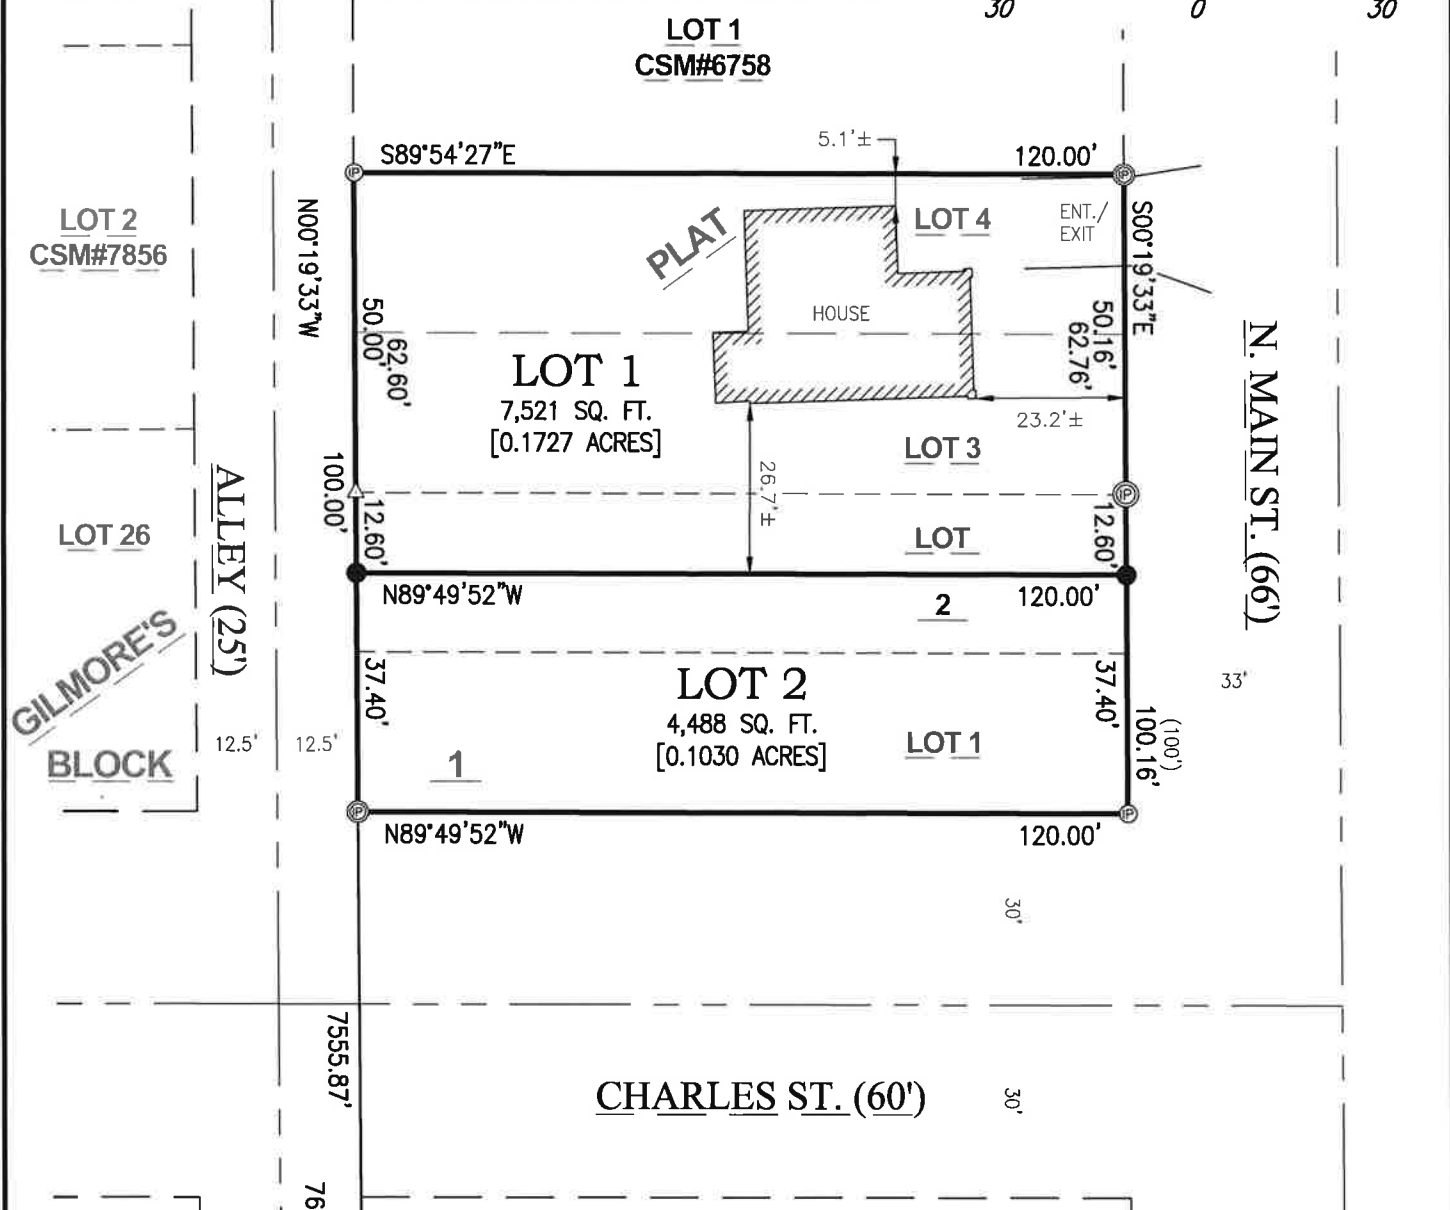 30 0 30
LOT 1
CSM#6758
5.1'±
S89°54'27"E
120.00'
LOT 2
CSM#7856
N00°19'33"W
PLAT
LOT 4
ENT./
EXIT
S00°19'33"E
HOUSE
50.00'
62.60'
50.16'
62.76'
LOT 1
7,521 SQ. FT.
[0.1727 ACRES]
23.2'±
N. MAIN ST. (66')
LOT 3
26.7'±
100.00'
12.60'
12.60'
LOT 26
ALLEY (25')
LOT
N89°49'52"W
120.00'
2
GILMORE'S
37.40'
37.40'
LOT 2
4,488 SQ. FT.
[0.1030 ACRES]
33'
100.16'
(100')
12.5'
12.5'
LOT 1
BLOCK
1
N89°49'52"W
120.00'
30'
7555.87'
CHARLES ST. (60')
30'
76
IP
IP
IP
IP
IP